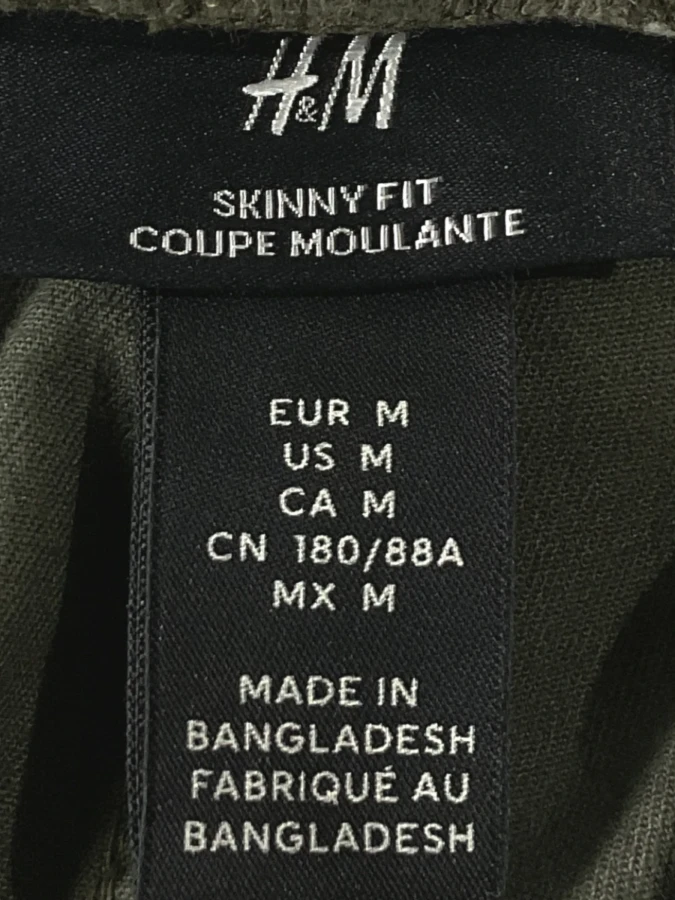 H&M
SKINNY FIT
COUPE MOULANTE
EUR M
US M
CA M
CN 180/88A
MX M
MADE IN
BANGLADESH
FABRIQUÉ AU
BANGLADESH